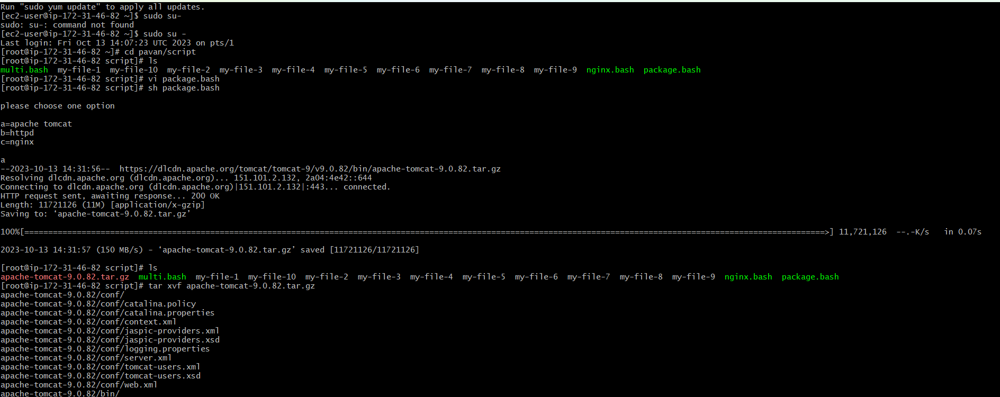 Run "sudo yum update" to apply all updates.
[ec2-user@ip-172-31-46-82 ~]$ sudo su-
sudo: su-: command not found
[ec2-user@ip-172-31-46-82 ~]$ sudo su -
Last login: Fri Oct 13 14:07:23 UTC 2023 on pts/1
[root@ip-172-31-46-82 ~]# cd pavan/script
[root@ip-172-31-46-82 script]# ls
multi.bash  my-file-1  my-file-10  my-file-2  my-file-3  my-file-4  my-file-5  my-file-6  my-file-7  my-file-8  my-file-9  nginx.bash  package.bash
[root@ip-172-31-46-82 script]# vi package.bash
[root@ip-172-31-46-82 script]# sh package.bash
please choose one option
a=apache tomcat
b=httpd
c=nginx
a
--2023-10-13 14:31:56--  https://dlcdn.apache.org/tomcat/tomcat-9/v9.0.82/bin/apache-tomcat-9.0.82.tar.gz
Resolving dlcdn.apache.org (dlcdn.apache.org)... 151.101.2.132, 2a04:4e42::644
Connecting to dlcdn.apache.org (dlcdn.apache.org)|151.101.2.132|:443... connected.
HTTP request sent, awaiting response... 200 OK
Length: 11721126 (11M) [application/x-gzip]
Saving to: ‘apache-tomcat-9.0.82.tar.gz’
100%[========================================================================================================================================================================>] 11,721,126  --.-K/s   in 0.07s
2023-10-13 14:31:57 (150 MB/s) - ‘apache-tomcat-9.0.82.tar.gz’ saved [11721126/11721126]
[root@ip-172-31-46-82 script]# ls
apache-tomcat-9.0.82.tar.gz  multi.bash  my-file-1  my-file-10  my-file-2  my-file-3  my-file-4  my-file-5  my-file-6  my-file-7  my-file-8  my-file-9  nginx.bash  package.bash
[root@ip-172-31-46-82 script]# tar xvf apache-tomcat-9.0.82.tar.gz
apache-tomcat-9.0.82/conf/
apache-tomcat-9.0.82/conf/catalina.policy
apache-tomcat-9.0.82/conf/catalina.properties
apache-tomcat-9.0.82/conf/context.xml
apache-tomcat-9.0.82/conf/jaspic-providers.xml
apache-tomcat-9.0.82/conf/jaspic-providers.xsd
apache-tomcat-9.0.82/conf/logging.properties
apache-tomcat-9.0.82/conf/server.xml
apache-tomcat-9.0.82/conf/tomcat-users.xml
apache-tomcat-9.0.82/conf/tomcat-users.xsd
apache-tomcat-9.0.82/conf/web.xml
apache-tomcat-9.0.82/bin/